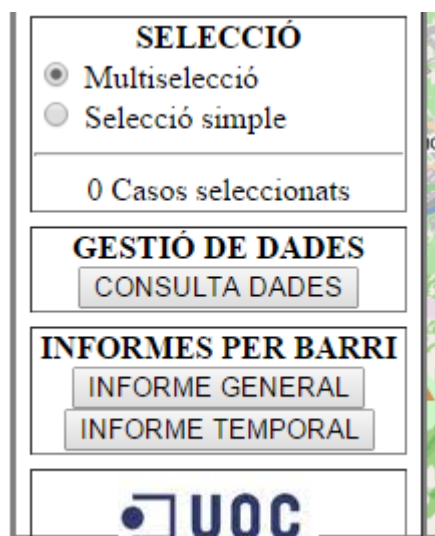 SELECCIÓ
Multiselecció
Selecció simple
0 Casos seleccionats
GESTIÓ DE DADES
CONSULTA DADES
INFORMES PER BARRI
INFORME GENERAL
INFORME TEMPORAL
UOC